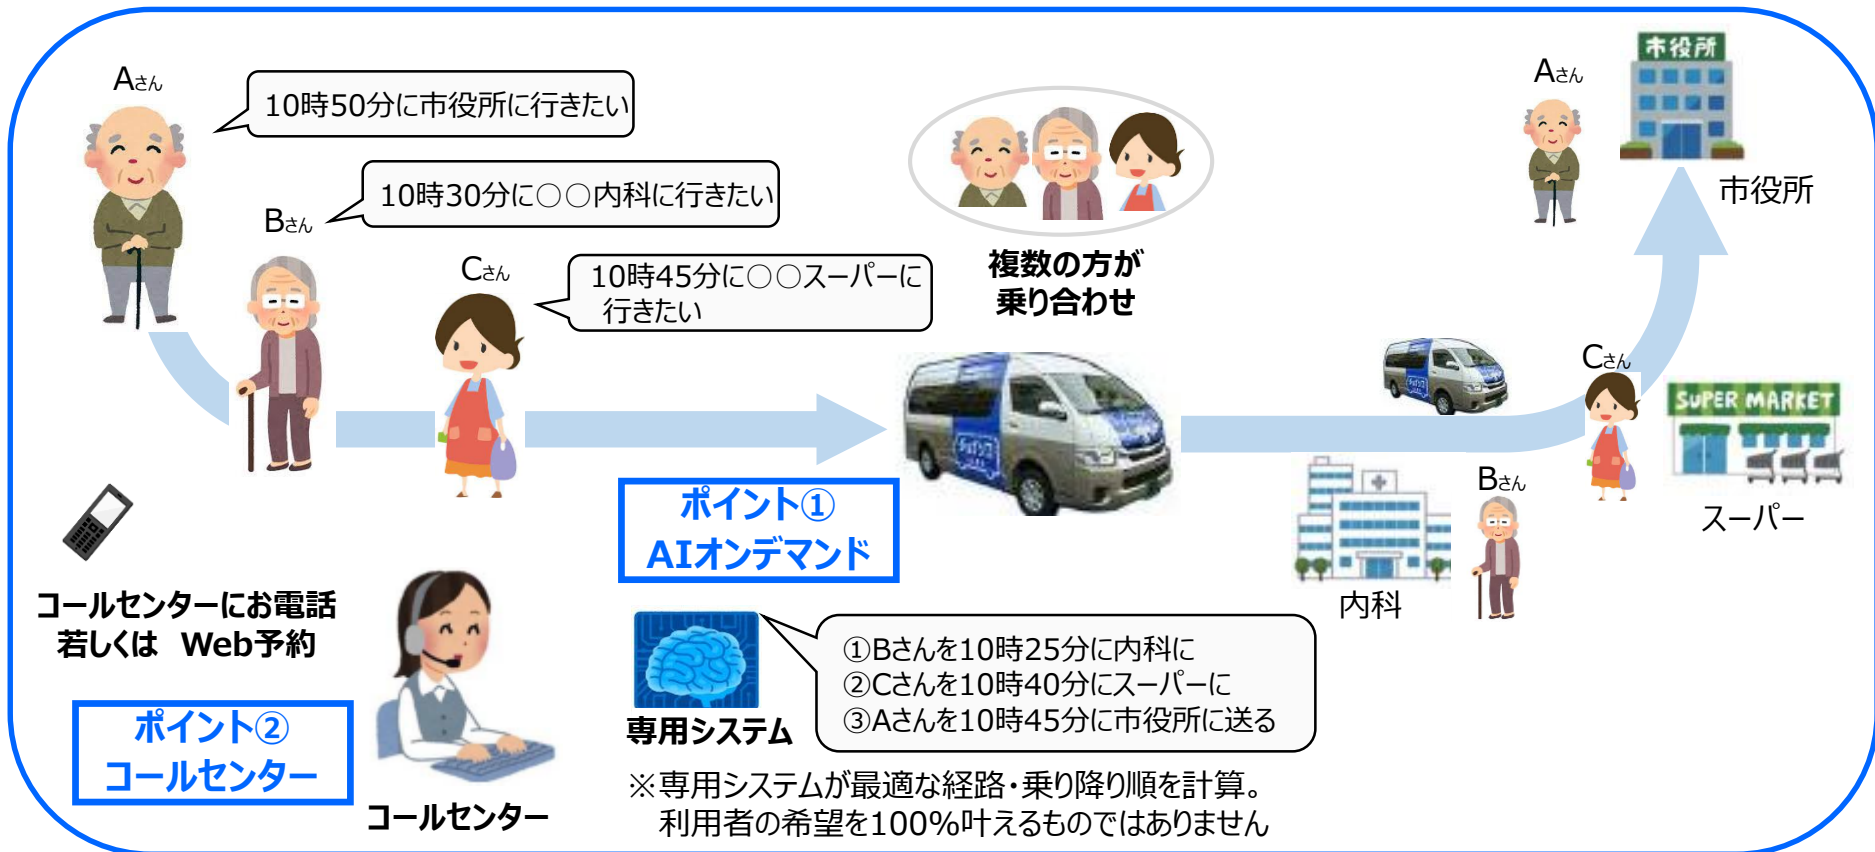 Aさん
10時50分に市役所に行きたい
Bさん
10時30分に○○内科に行きたい
Cさん
10時45分に○○スーパーに
行きたい
複数の方が
乗り合わせ
Aさん
市役所
市役所
Cさん
SUPER MARKET
スーパー
Bさん
内科
ポイント①
AIオンデマンド
コールセンターにお電話
若しくは Web予約
ポイント②
コールセンター
コールセンター
専用システム
①Bさんを10時25分に内科に
②Cさんを10時40分にスーパーに
③Aさんを10時45分に市役所に送る
※専用システムが最適な経路・乗り降り順を計算。
利用者の希望を100%叶えるものではありません